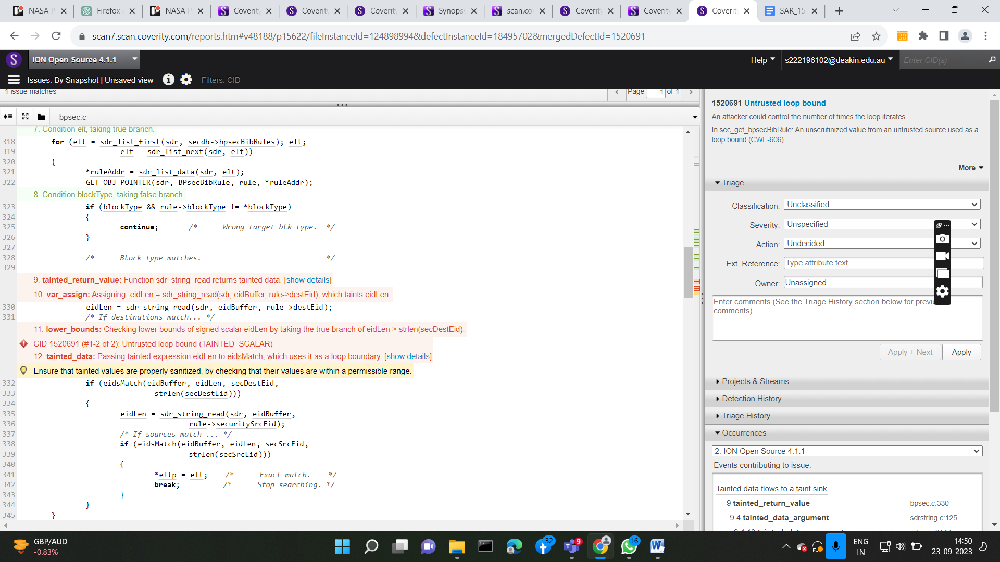 NASA P
Firefox
NASA P
Coverity
Coverity
Coverity
Synopsy
scan.co
Coverity
Coverity
Coverity
SAR_15
scan7.scan.coverity.com/reports.htm#v48188/p15622/fileInstanceId=124898994&defectInstanceId=18495702&mergedDefectId=1520691
ION Open Source 4.1.1
Help
s222196102@deakin.edu.au
Enter CID(s)
Issues: By Snapshot | Unsaved view
Filters: CID
1 issue matches
Page 1 of 1
bpsec.c
7. Condition elt, taking true branch.
318 for (elt = sdr_list_first(sdr, secdb->bpsecBibRules); elt;
319 elt = sdr_list_next(sdr, elt))
320 {
321 *ruleAddr = sdr_list_data(sdr, elt);
322 GET_OBJ_POINTER(sdr, BPsecBibRule, rule, *ruleAddr);
8. Condition blockType, taking false branch.
323 if (blockType && rule->blockType != *blockType)
324 {
325 continue; /* Wrong target blk type. */
326 }
327
328 /* Block type matches. */
329
9. tainted_return_value: Function sdr_string_read returns tainted data. [show details]
10. var_assign: Assigning: eidLen = sdr_string_read(sdr, eidBuffer, rule->destEid), which taints eidLen.
330 eidLen = sdr_string_read(sdr, eidBuffer, rule->destEid);
331 /* If destinations match... */
11. lower_bounds: Checking lower bounds of signed scalar eidLen by taking the true branch of eidLen > strlen(secDestEid).
CID 1520691 (#1-2 of 2): Untrusted loop bound (TAINTED_SCALAR)
12. tainted_data: Passing tainted expression eidLen to eidsMatch, which uses it as a loop boundary. [show details]
Ensure that tainted values are properly sanitized, by checking that their values are within a permissible range.
332 if (eidsMatch(eidBuffer, eidLen, secDestEid,
333 strlen(secDestEid)))
334 {
335 eidLen = sdr_string_read(sdr, eidBuffer,
336 rule->securitySrcEid);
337 /* If sources match ... */
338 if (eidsMatch(eidBuffer, eidLen, secSrcEid,
339 strlen(secSrcEid)))
340 {
341 *eltp = elt; /* Exact match. */
342 break; /* Stop searching. */
343 }
344 }
345 }
1520691 Untrusted loop bound
An attacker could control the number of times the loop iterates.
In sec_get_bpsecBibRule: An unscrutinized value from an untrusted source used as a
loop bound (CWE-606)
... More
Triage
Classification: Unclassified
Severity: Unspecified
Action: Undecided
Ext. Reference: Type attribute text
Owner: Unassigned
Enter comments (See the Triage History section below for previ
comments)
Apply + Next
Apply
Projects & Streams
Detection History
Triage History
Occurrences
2: ION Open Source 4.1.1
Events contributing to issue:
Tainted data flows to a taint sink
9 tainted_return_value bpsec.c:330
9.4 tainted_data_argument sdrstring.c:125
GBP/AUD
-0.83%
32
9
16
ENG
IN
14:50
23-09-2023